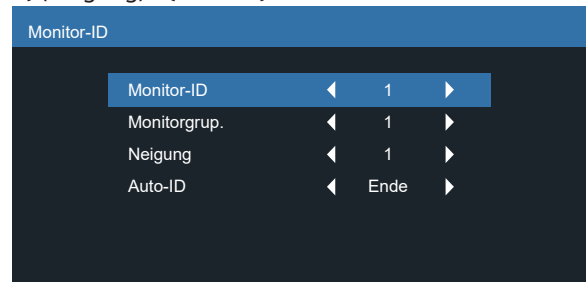 Monitor-ID
Monitor-ID 1
Monitorgrup. 1
Neigung 1
Auto-ID Ende